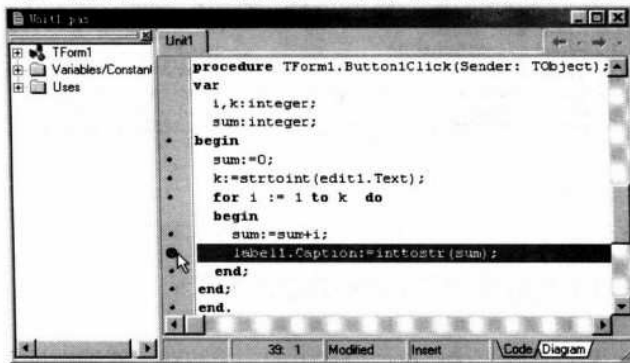 Unit1.pas
TForm1
Variables/Constant
Uses
Unit1
procedure TForm1.Button1Click(Sender: TObject);
var
i,k:integer;
sum:integer;
begin
sum:=0;
k:=strtoint(edit1.Text);
for i := 1 to k do
begin
sum:=sum+i;
label1.Caption:=inttostr(sum);
end;
end;
end.
39: 1 Modified Insert Code Diagram